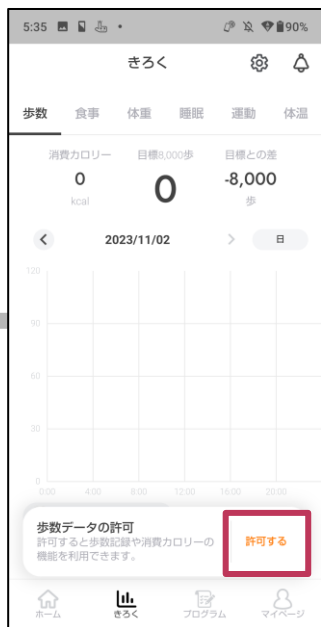 5:35 90%
きろく
歩数 食事 体重 睡眠 運動 体温
消費カロリー 目標8,000歩 目標との差
0 0 -8,000
kcal 歩
2023/11/02 日
120
90
60
30
0
0:00 4:00 8:00 12:00 16:00 20:00
歩数データの許可
許可すると歩数記録や消費カロリーの
機能を利用できます。
許可する
ホーム きろく プログラム マイページ